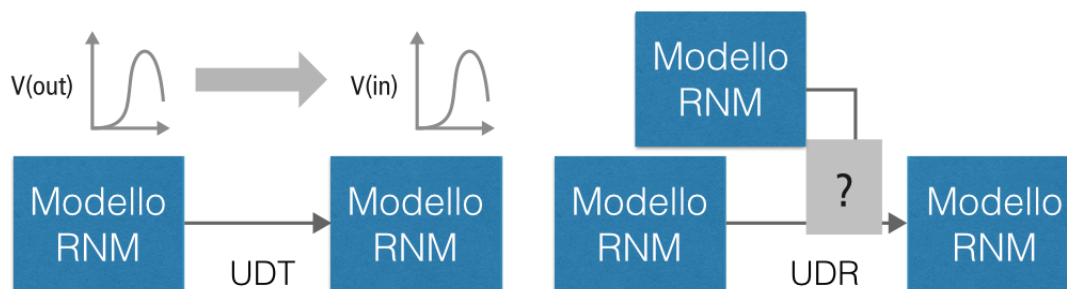 V(out)
V(in)
Modello
RNM
Modello
RNM
UDT
Modello
RNM
Modello
RNM
?
Modello
RNM
UDR